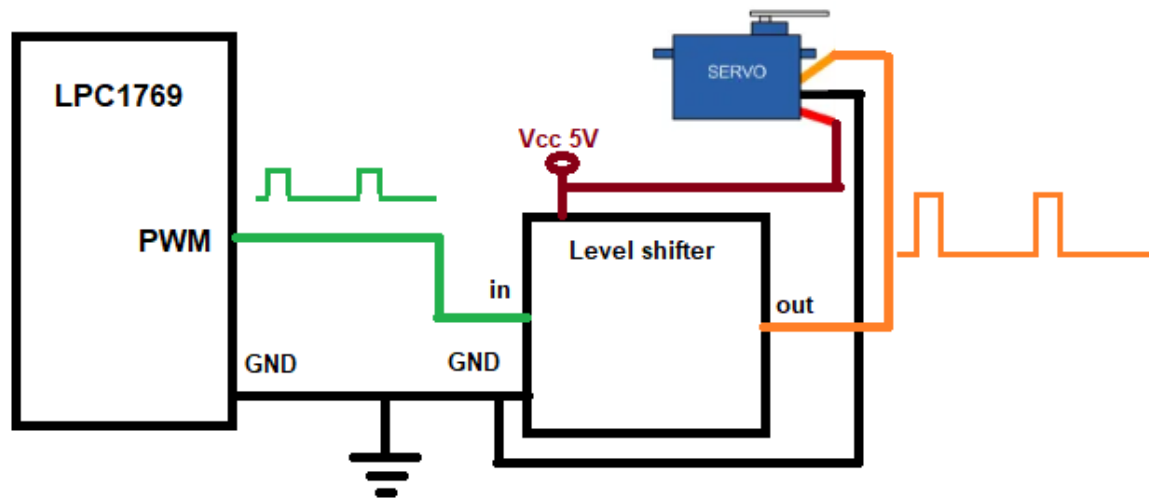 LPC1769
SERVO
Vcc 5V
PWM
Level shifter
in
out
GND
GND